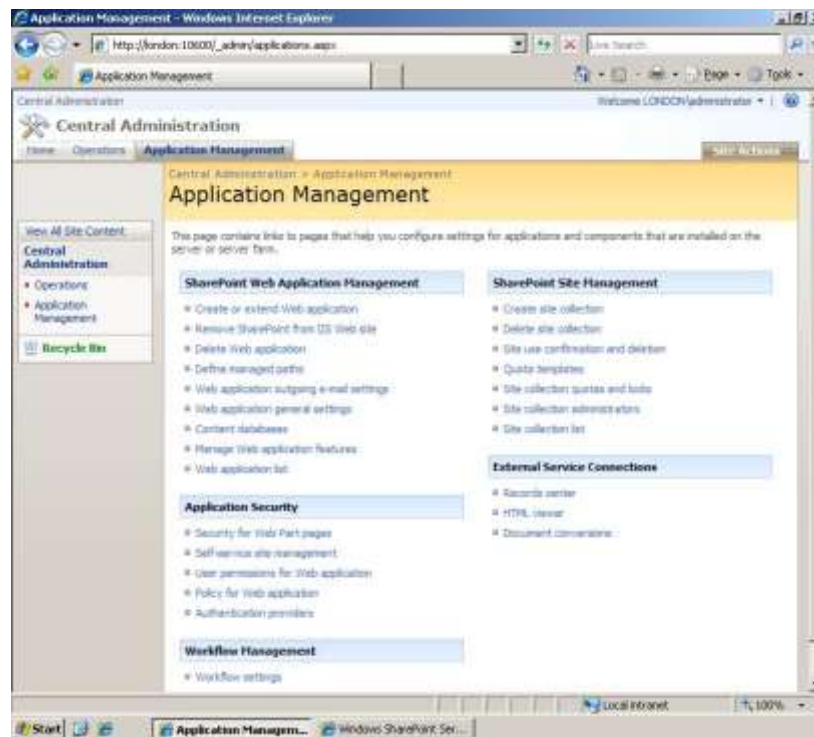 Application Management - Windows Internet Explorer
http://london:10600/_admin/applications.aspx
Live Search
Application Management
Page
Tools
Central Administration
Welcome LONDON\administrator
Central Administration
Home
Operations
Application Management
Site Actions
Central Administration > Application Management
Application Management
View All Site Content
Central Administration
Operations
Application Management
Recycle Bin
This page contains links to pages that help you configure settings for applications and components that are installed on the
server or server farm.
SharePoint Web Application Management
Create or extend Web application
Remove SharePoint from IIS Web site
Delete Web application
Define managed paths
Web application outgoing e-mail settings
Web application general settings
Content databases
Manage Web application features
Web application list
Application Security
Security for Web Part pages
Self-service site management
User permissions for Web application
Policy for Web application
Authentication providers
Workflow Management
Workflow settings
SharePoint Site Management
Create site collection
Delete site collection
Site use confirmation and deletion
Quota templates
Site collection quotas and locks
Site collection administrators
Site collection list
External Service Connections
Records center
HTML viewer
Document conversions
Local intranet
100%
Start
Application Managem...
Windows SharePoint Ser...